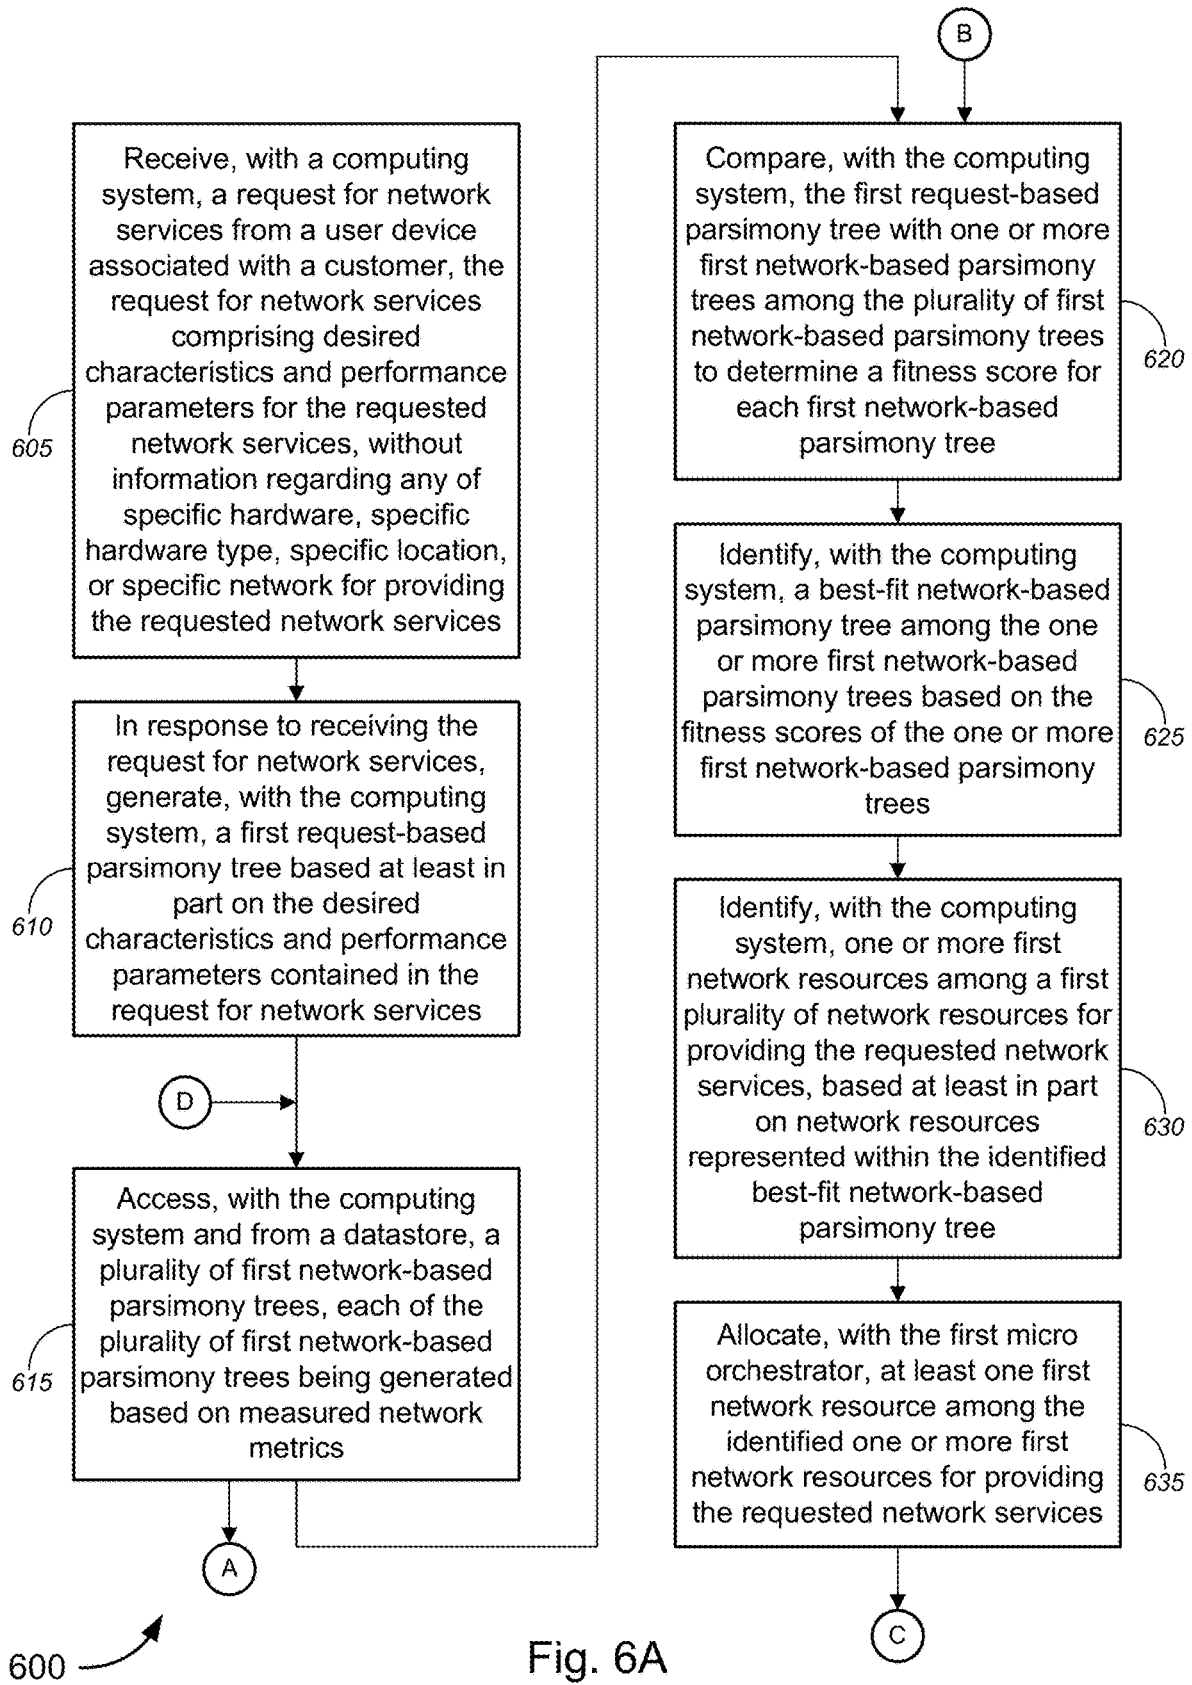 Receive, with a computing
system, a request for network
services from a user device
associated with a customer, the
request for network services
comprising desired
characteristics and performance
parameters for the requested
network services, without
information regarding any of
specific hardware, specific
hardware type, specific location,
or specific network for providing
the requested network services
605
In response to receiving the
request for network services,
generate, with the computing
system, a first request-based
parsimony tree based at least in
part on the desired
characteristics and performance
parameters contained in the
request for network services
610
D
Access, with the computing
system and from a datastore, a
plurality of first network-based
parsimony trees, each of the
plurality of first network-based
parsimony trees being generated
based on measured network
metrics
615
A
B
Compare, with the computing
system, the first request-based
parsimony tree with one or more
first network-based parsimony
trees among the plurality of first
network-based parsimony trees
to determine a fitness score for
each first network-based
parsimony tree
620
Identify, with the computing
system, a best-fit network-based
parsimony tree among the one
or more first network-based
parsimony trees based on the
fitness scores of the one or more
first network-based parsimony
trees
625
Identify, with the computing
system, one or more first
network resources among a first
plurality of network resources for
providing the requested network
services, based at least in part
on network resources
represented within the identified
best-fit network-based
parsimony tree
630
Allocate, with the first micro
orchestrator, at least one first
network resource among the
identified one or more first
network resources for providing
the requested network services
635
C
600
Fig. 6A